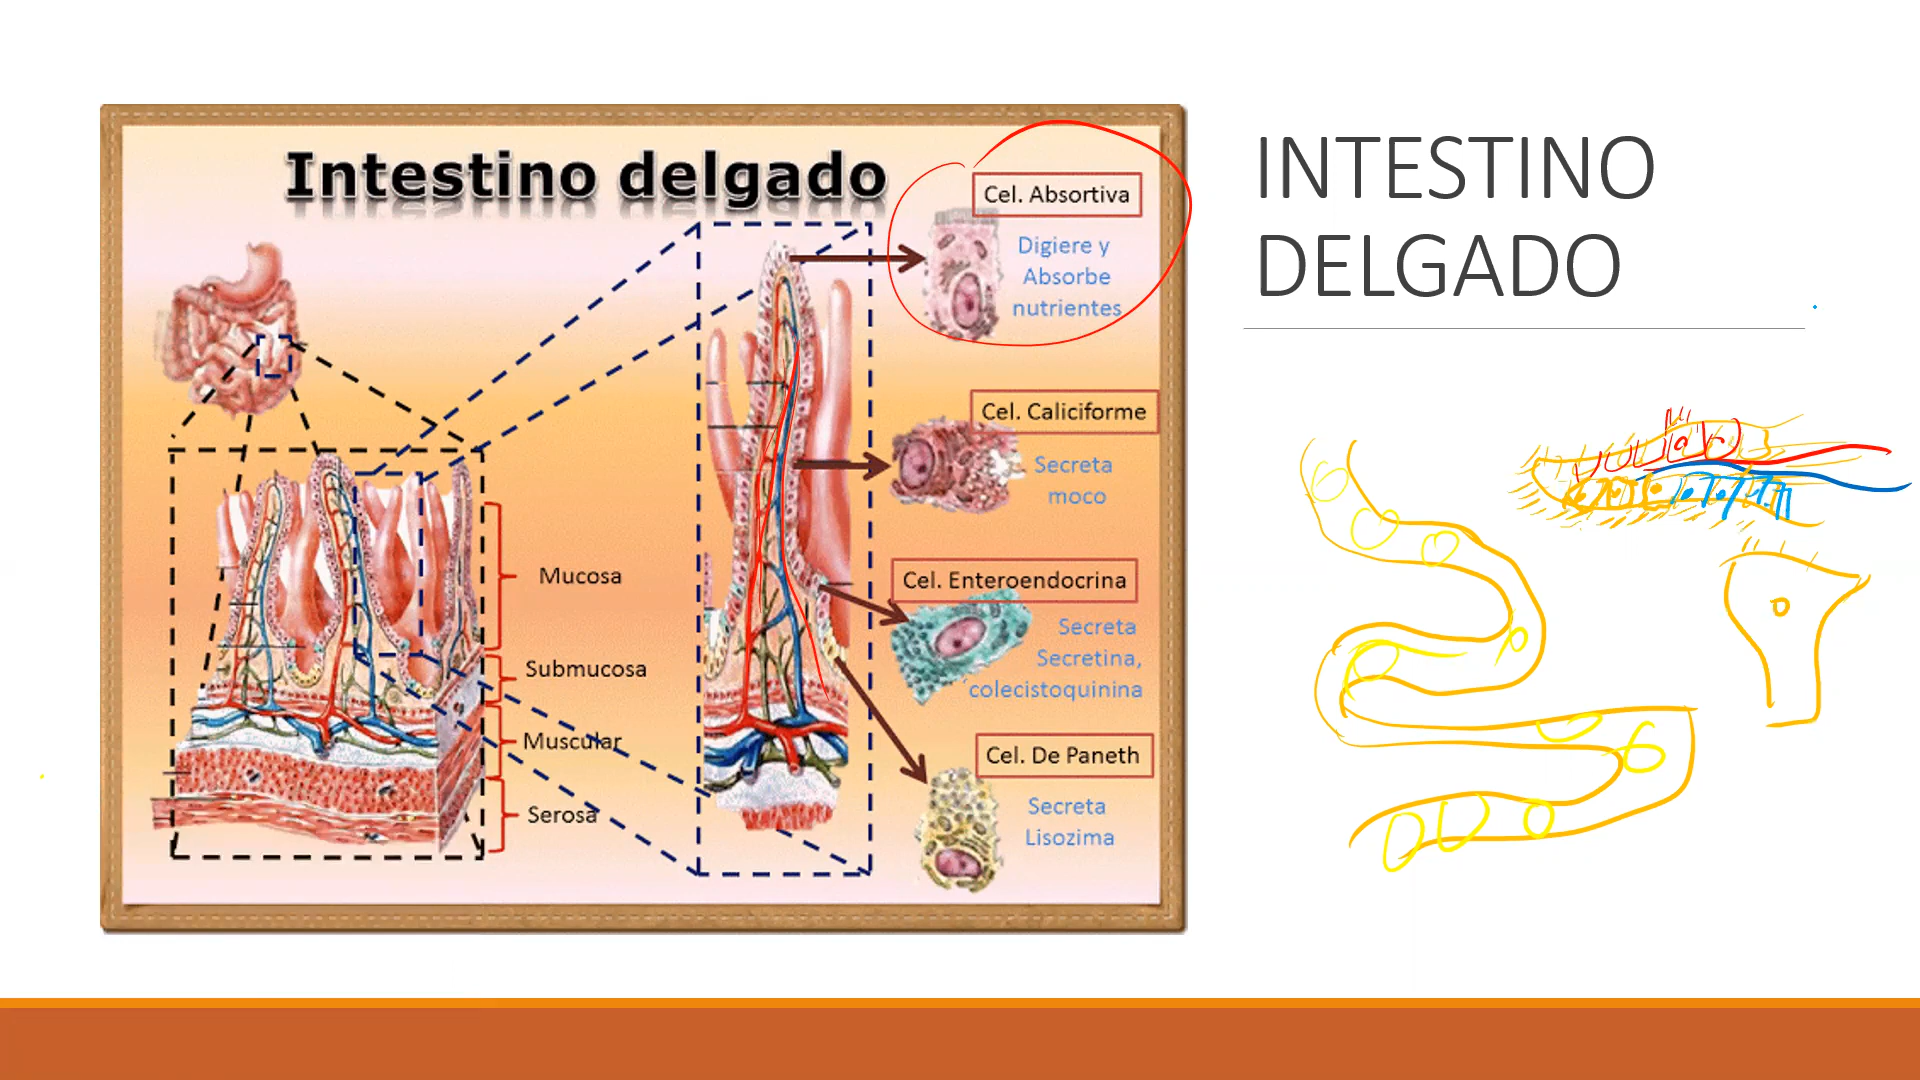 Intestino delgado
Cel. Absortiva
Digiere y
Absorbe
nutrientes
Cel. Caliciforme
Secreta
moco
Cel. Enteroendocrina
Secreta
Secretina,
colecistoquinina
Cel. De Paneth
Secreta
Lisozima
Mucosa
Submucosa
Muscular
Serosa
INTESTINO
DELGADO